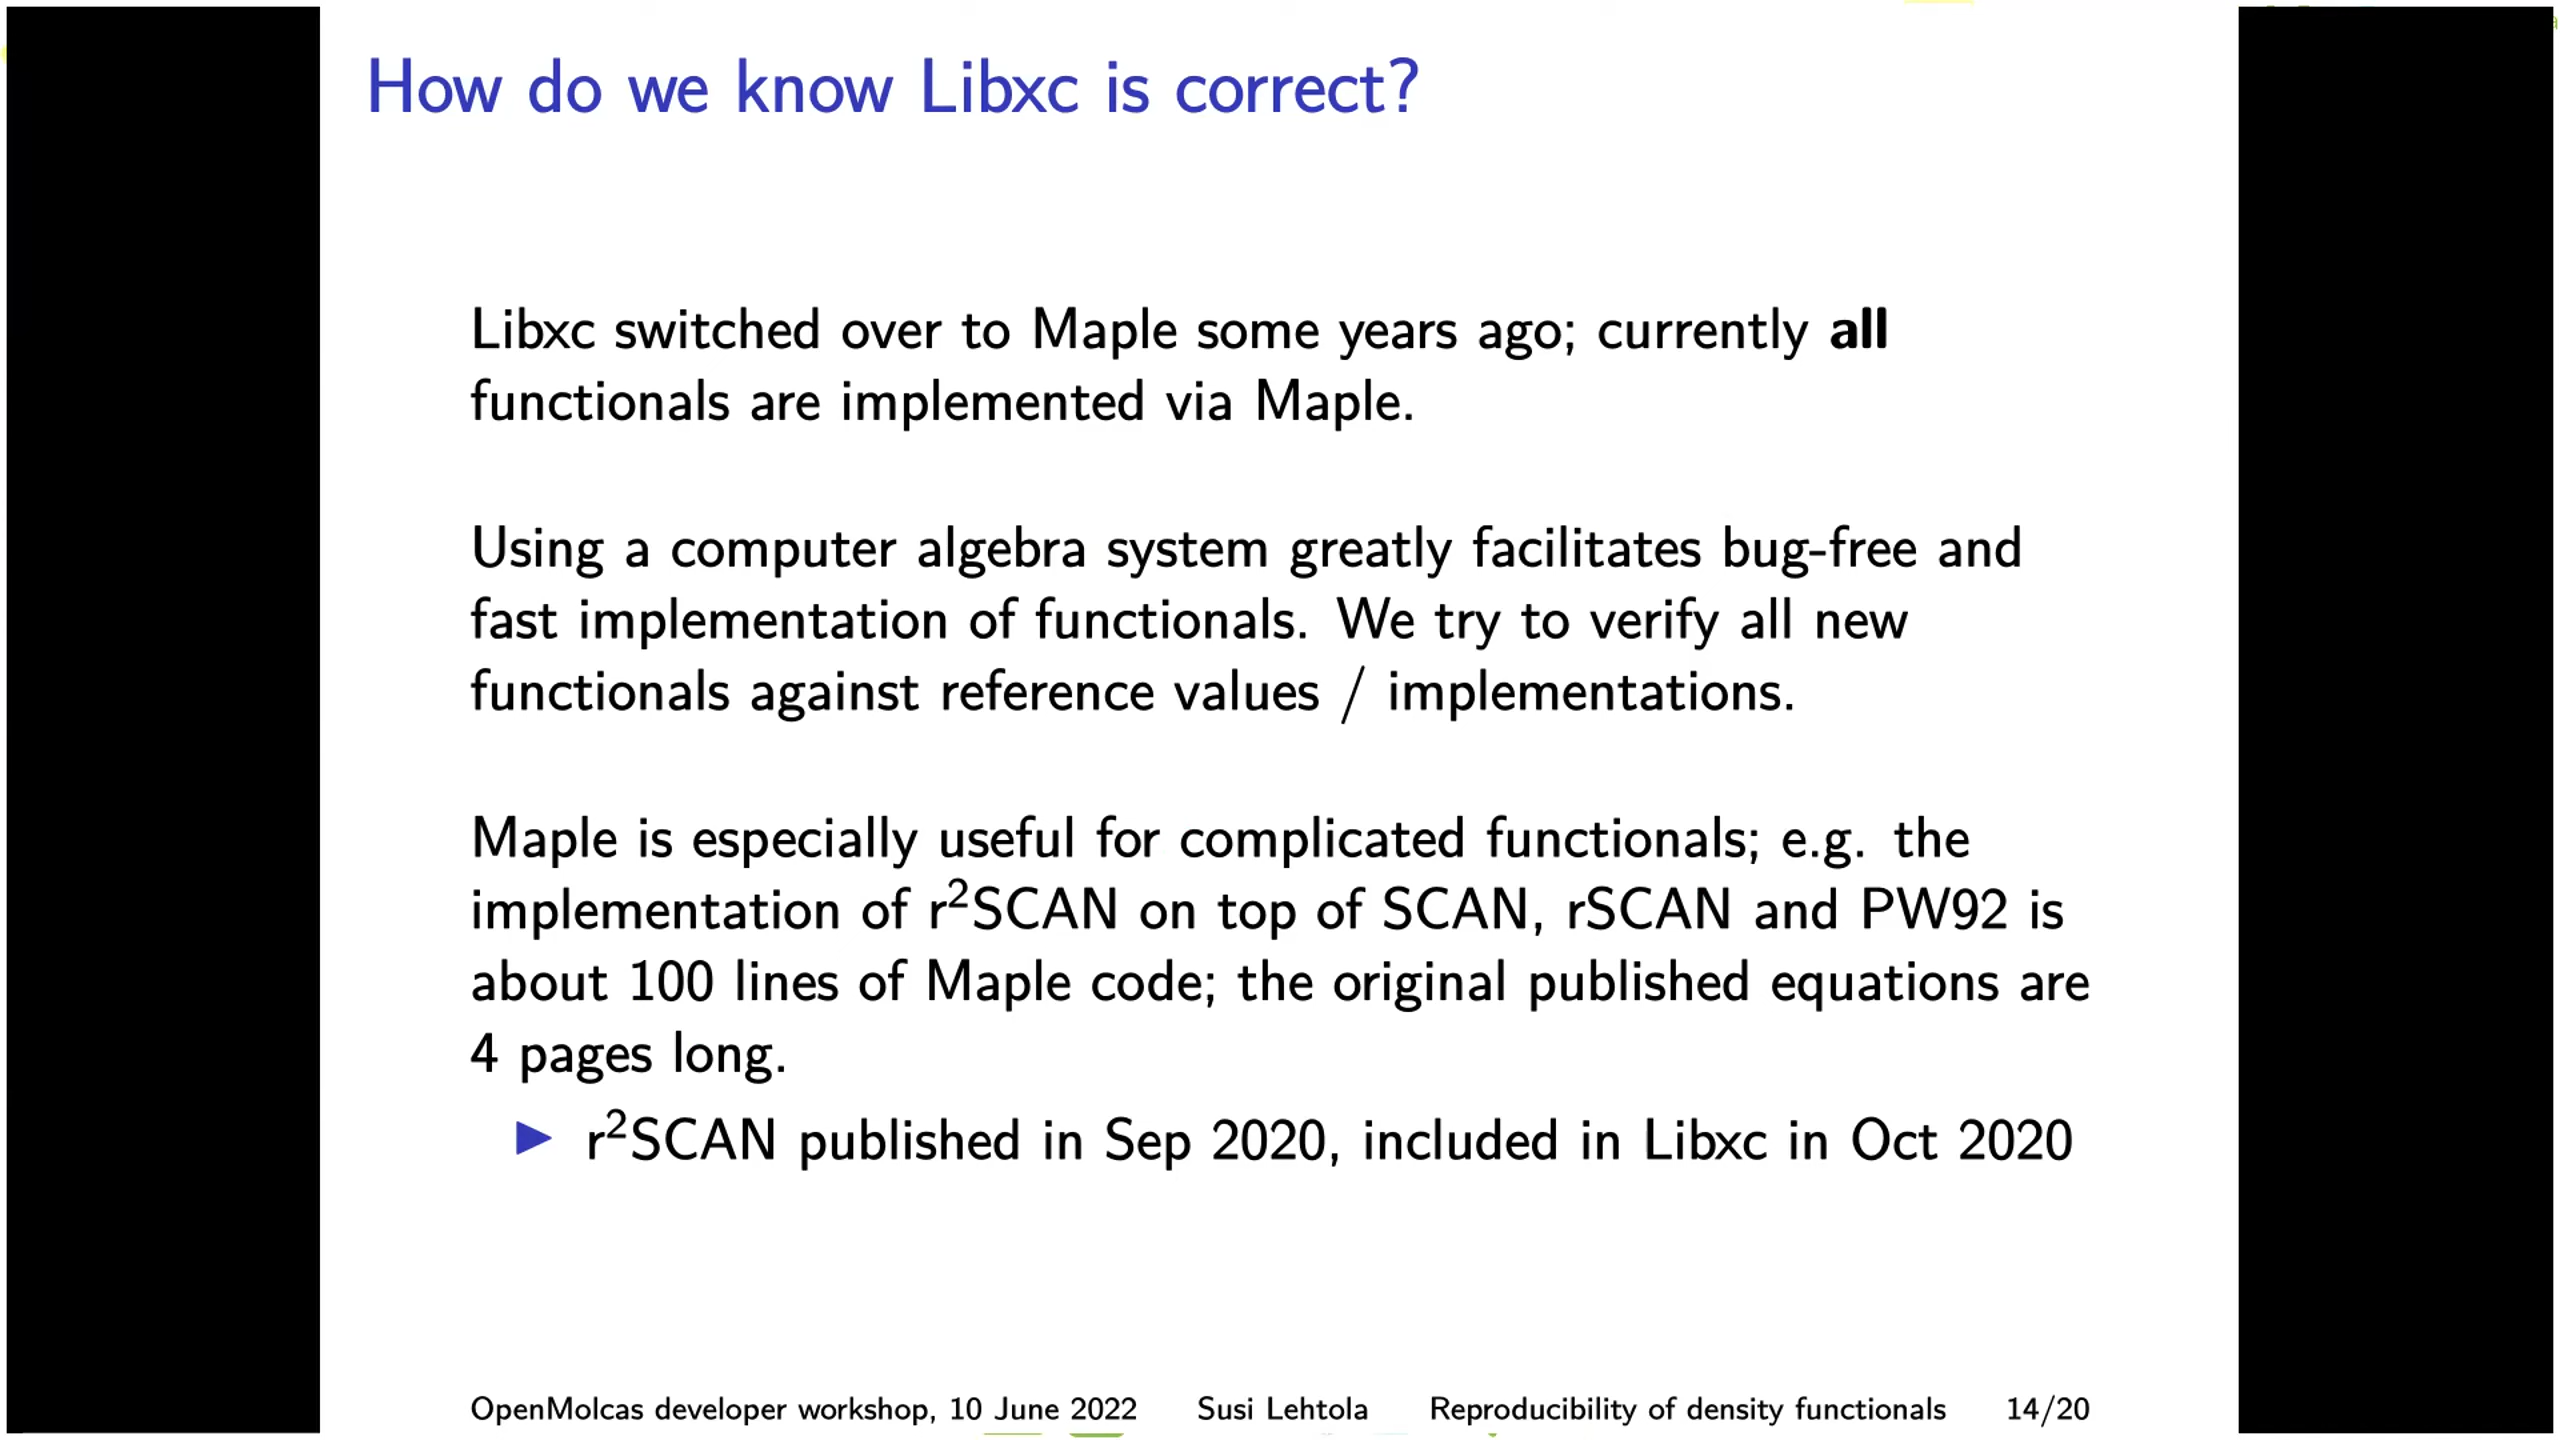 How do we know Libxc is correct?
Libxc switched over to Maple some years ago; currently all
functionals are implemented via Maple.
Using a computer algebra system greatly facilitates bug-free and
fast implementation of functionals. We try to verify all new
functionals against reference values / implementations.
Maple is especially useful for complicated functionals; e.g. the
implementation of r²SCAN on top of SCAN, rSCAN and PW92 is
about 100 lines of Maple code; the original published equations are
4 pages long.
▶ r²SCAN published in Sep 2020, included in Libxc in Oct 2020
OpenMolcas developer workshop, 10 June 2022 Susi Lehtola Reproducibility of density functionals 14/20